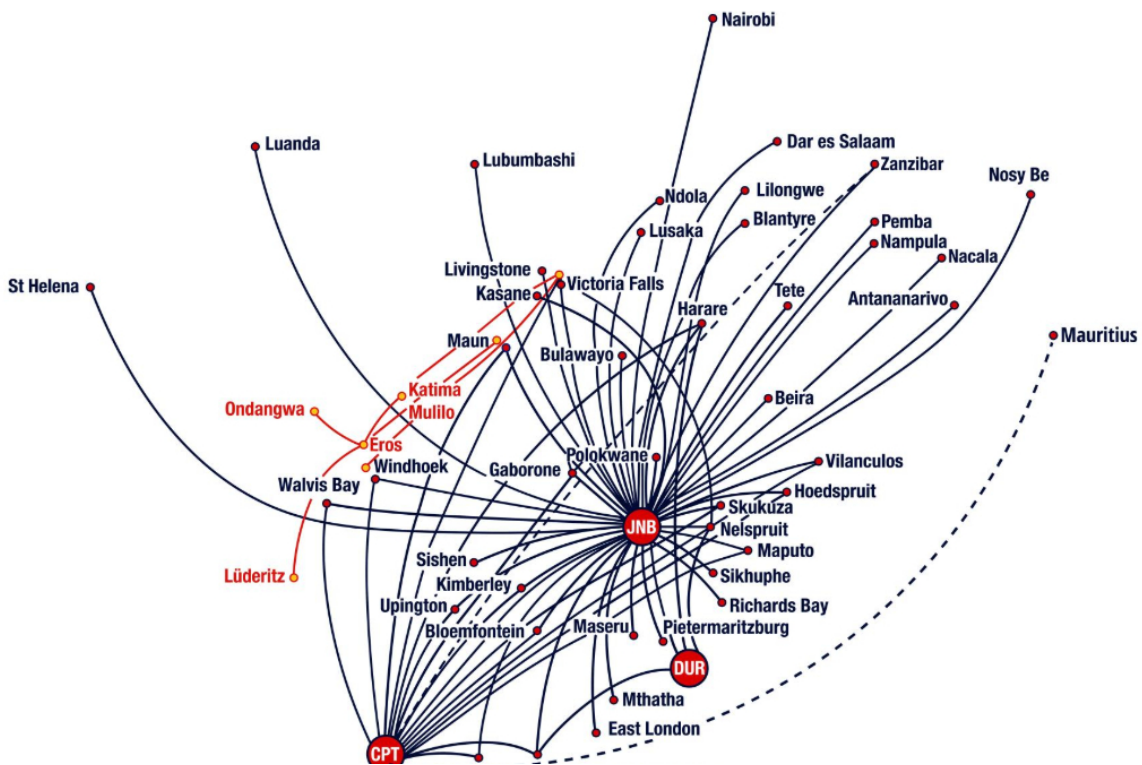 Nairobi
Luanda
Lubumbashi
Dar es Salaam
Zanzibar
Nosy Be
Ndola
Lilongwe
Blantyre
Lusaka
Pemba
Nampula
Nacala
Livingstone
St Helena
Kasane
Victoria Falls
Tete
Antananarivo
Harare
Mauritius
Maun
Bulawayo
Katima
Mulilo
Beira
Ondangwa
Eros
Polokwane
Vilanculos
Windhoek
Gaborone
Walvis Bay
Hoedspruit
Skukuza
JNB
Nelspruit
Maputo
Sishen
Lüderitz
Kimberley
Sikhuphe
Upington
Richards Bay
Bloemfontein
Maseru
Pietermaritzburg
DUR
Mthatha
East London
CPT